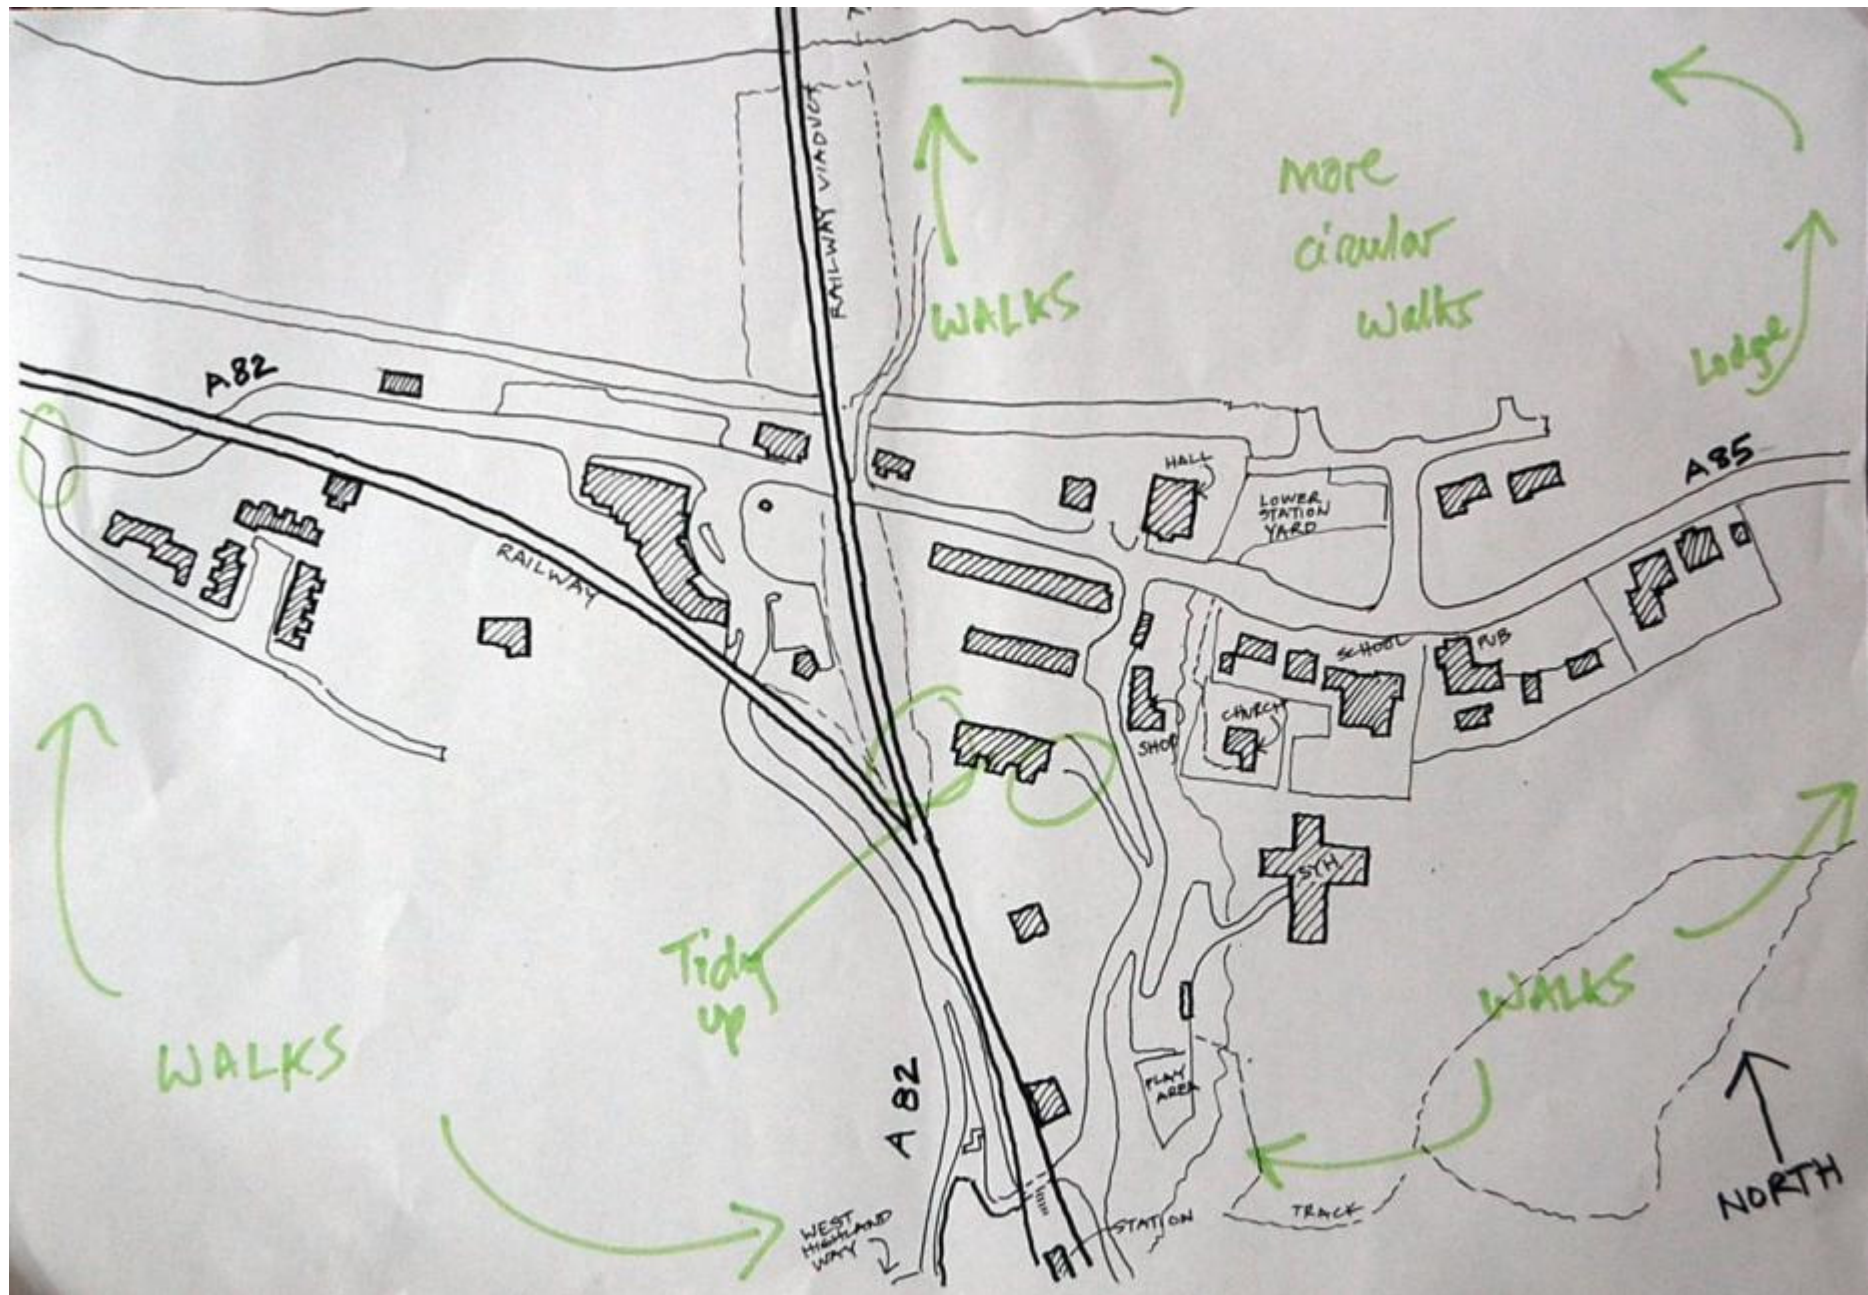 RAILWAY VIADUCT
more
circular
walks
WALKS
Lodge
A82
A85
HALL
LOWER
STATION
YARD
RAILWAY
SCHOOL
PUB
CHURCH
SHOP
SYH
Tidy
up
WALKS
WALKS
A 82
PLAY
AREA
NORTH
WEST
HIGHLAND
WAY
STATION
TRACK